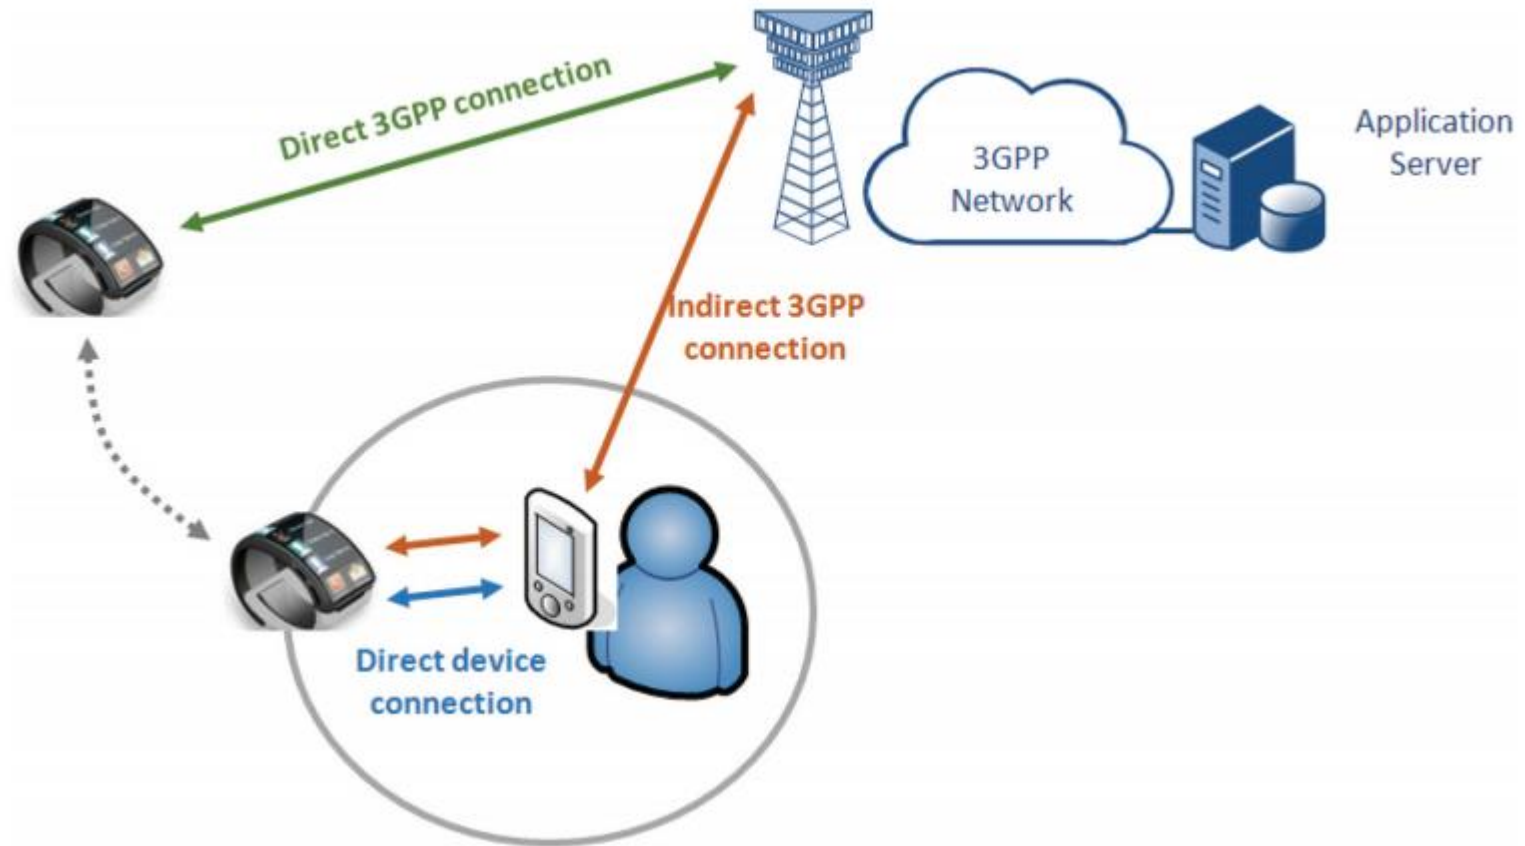 Direct 3GPP connection
3GPP
Network
Application
Server
Indirect 3GPP
connection
Direct device
connection